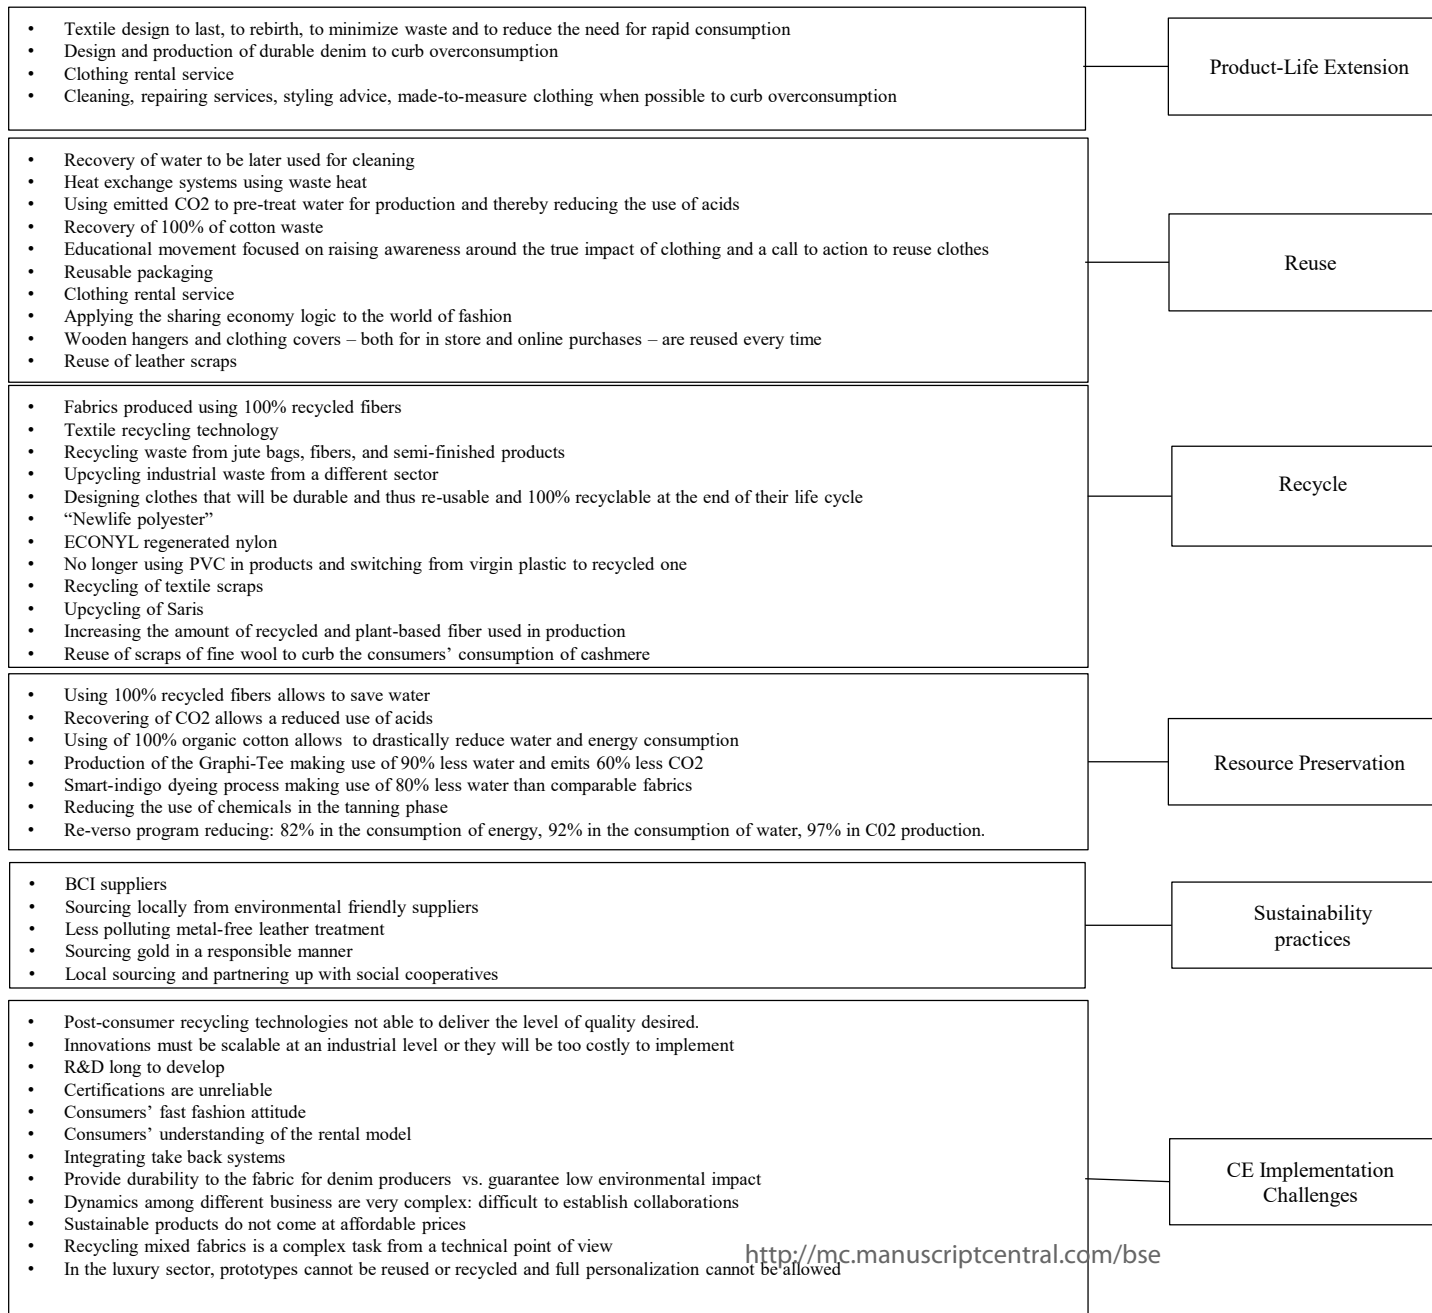 • Textile design to last, to rebirth, to minimize waste and to reduce the need for rapid consumption
• Design and production of durable denim to curb overconsumption
• Clothing rental service
• Cleaning, repairing services, styling advice, made-to-measure clothing when possible to curb overconsumption
Product-Life Extension
• Recovery of water to be later used for cleaning
• Heat exchange systems using waste heat
• Using emitted CO2 to pre-treat water for production and thereby reducing the use of acids
• Recovery of 100% of cotton waste
• Educational movement focused on raising awareness around the true impact of clothing and a call to action to reuse clothes
• Reusable packaging
• Clothing rental service
• Applying the sharing economy logic to the world of fashion
• Wooden hangers and clothing covers – both for in store and online purchases – are reused every time
• Reuse of leather scraps
Reuse
• Fabrics produced using 100% recycled fibers
• Textile recycling technology
• Recycling waste from jute bags, fibers, and semi-finished products
• Upcycling industrial waste from a different sector
• Designing clothes that will be durable and thus re-usable and 100% recyclable at the end of their life cycle
• “Newlife polyester”
• ECONYL regenerated nylon
• No longer using PVC in products and switching from virgin plastic to recycled one
• Recycling of textile scraps
• Upcycling of Saris
• Increasing the amount of recycled and plant-based fiber used in production
• Reuse of scraps of fine wool to curb the consumers’ consumption of cashmere
Recycle
• Using 100% recycled fibers allows to save water
• Recovering of CO2 allows a reduced use of acids
• Using of 100% organic cotton allows to drastically reduce water and energy consumption
• Production of the Graphi-Tee making use of 90% less water and emits 60% less CO2
• Smart-indigo dyeing process making use of 80% less water than comparable fabrics
• Reducing the use of chemicals in the tanning phase
• Re-verso program reducing: 82% in the consumption of energy, 92% in the consumption of water, 97% in C02 production.
Resource Preservation
• BCI suppliers
• Sourcing locally from environmental friendly suppliers
• Less polluting metal-free leather treatment
• Sourcing gold in a responsible manner
• Local sourcing and partnering up with social cooperatives
Sustainability
practices
• Post-consumer recycling technologies not able to deliver the level of quality desired.
• Innovations must be scalable at an industrial level or they will be too costly to implement
• R&D long to develop
• Certifications are unreliable
• Consumers’ fast fashion attitude
• Consumers’ understanding of the rental model
• Integrating take back systems
• Provide durability to the fabric for denim producers vs. guarantee low environmental impact
• Dynamics among different business are very complex: difficult to establish collaborations
• Sustainable products do not come at affordable prices
• Recycling mixed fabrics is a complex task from a technical point of view
• In the luxury sector, prototypes cannot be reused or recycled and full personalization cannot be allowed
CE Implementation
Challenges
http://mc.manuscriptcentral.com/bse